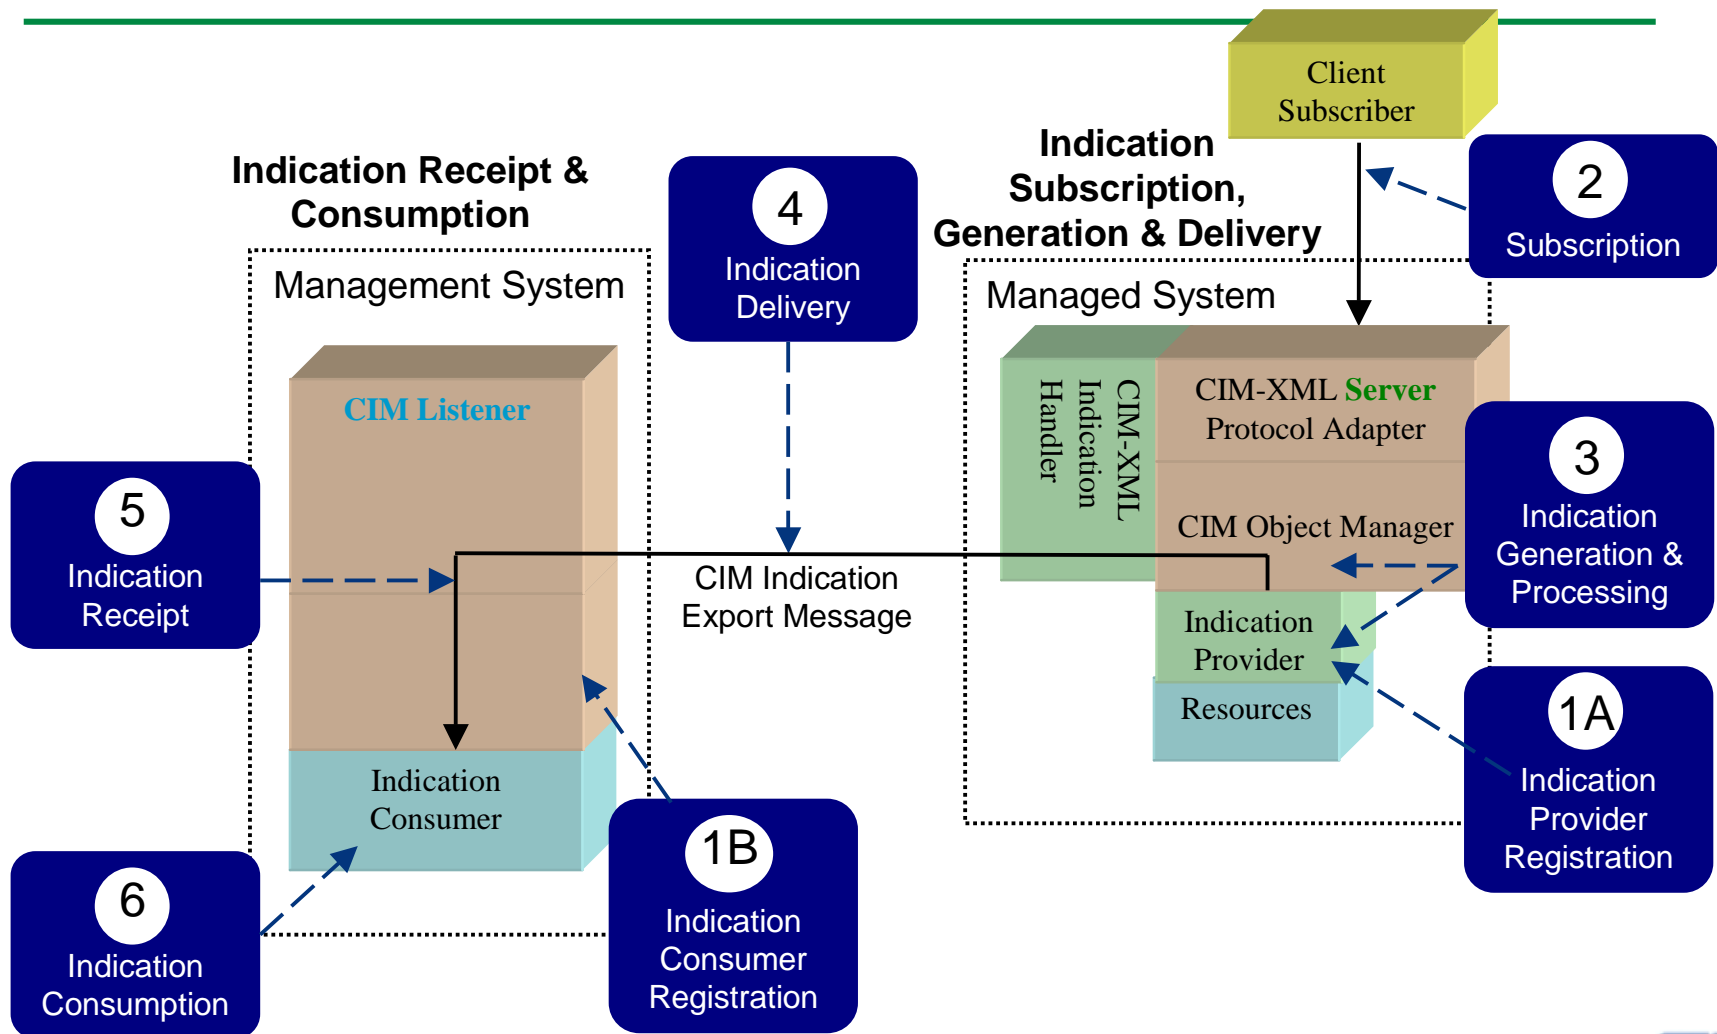 Client
Subscriber
Indication
Subscription,
Generation & Delivery
2
Subscription
Indication Receipt &
Consumption
4
Indication
Delivery
Management System
Managed System
CIM Listener
CIM-XML
Indication
Handler
CIM-XML Server
Protocol Adapter
CIM Object Manager
3
Indication
Generation &
Processing
5
Indication
Receipt
CIM Indication
Export Message
Indication
Provider
Resources
1A
Indication
Provider
Registration
Indication
Consumer
1B
Indication
Consumer
Registration
6
Indication
Consumption